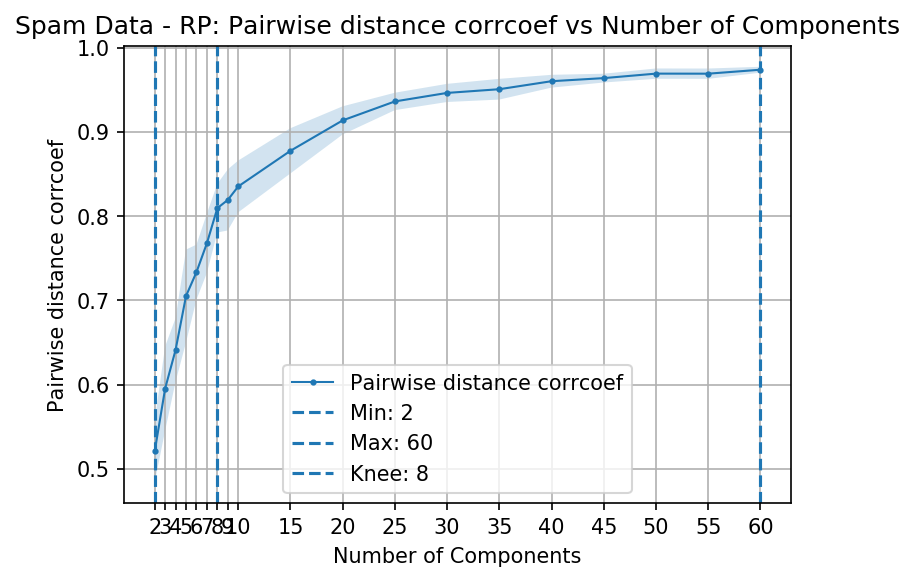 Spam Data - RP: Pairwise distance corrcoef vs Number of Components
Pairwise distance corrcoef
1.0
0.9
0.8
0.7
0.6
0.5
Pairwise distance corrcoef
Min: 2
Max: 60
Knee: 8
2 3 4 5 6 7 8 9 10 15 20 25 30 35 40 45 50 55 60
Number of Components